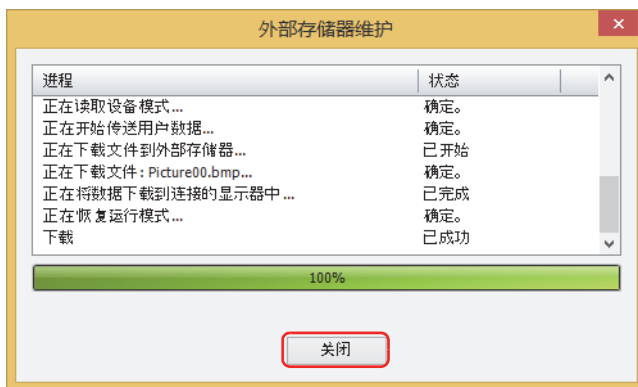 外部存储器维护
进程 状态
正在读取设备模式... 确定。
正在开始传送用户数据... 确定。
正在下载文件到外部存储器... 已开始
正在下载文件: Picture00.bmp... 确定。
正在将数据下载到连接的显示器中... 已完成
正在恢复运行模式... 确定。
下载 已成功
100%
关闭